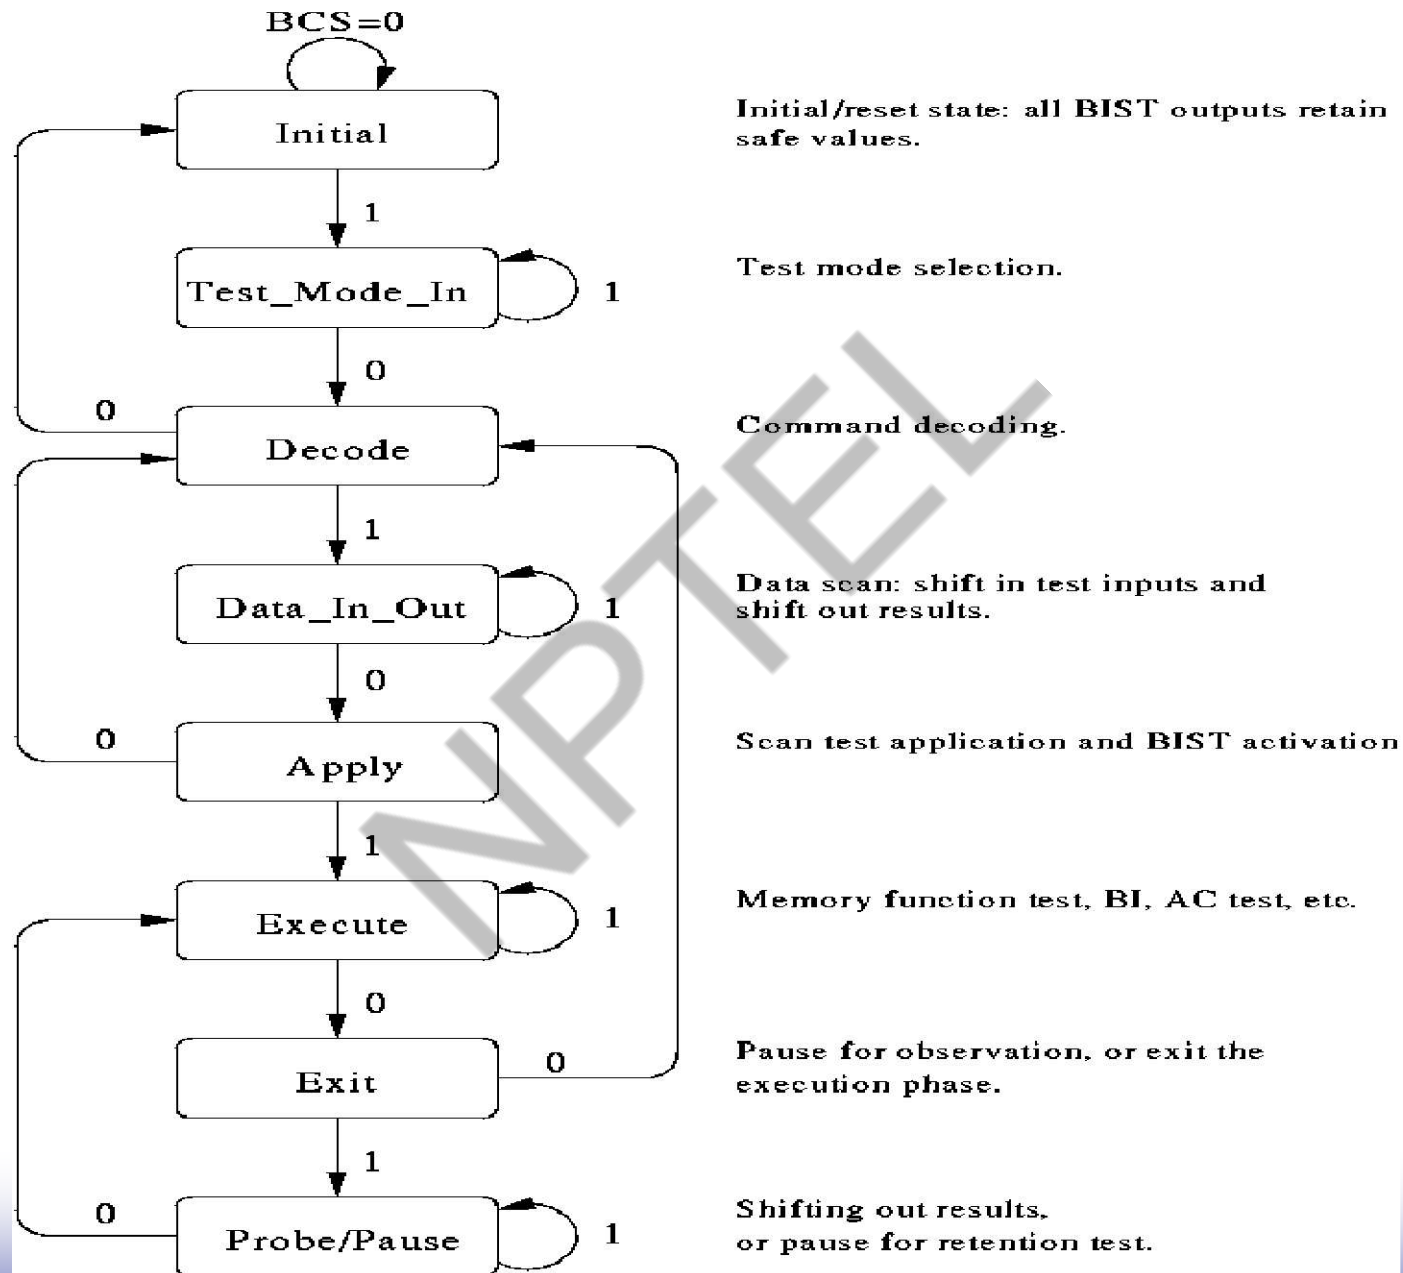 BCS=0
Initial
Initial/reset state: all BIST outputs retain
safe values.
1
Test_Mode_In
1
Test mode selection.
0
0
Decode
Command decoding.
1
Data_In_Out
1
Data scan: shift in test inputs and
shift out results.
0
0
Apply
Scan test application and BIST activation
1
Execute
1
Memory function test, BI, AC test, etc.
0
Exit
0
Pause for observation, or exit the
execution phase.
1
0
Probe/Pause
1
Shifting out results,
or pause for retention test.
NPTEL